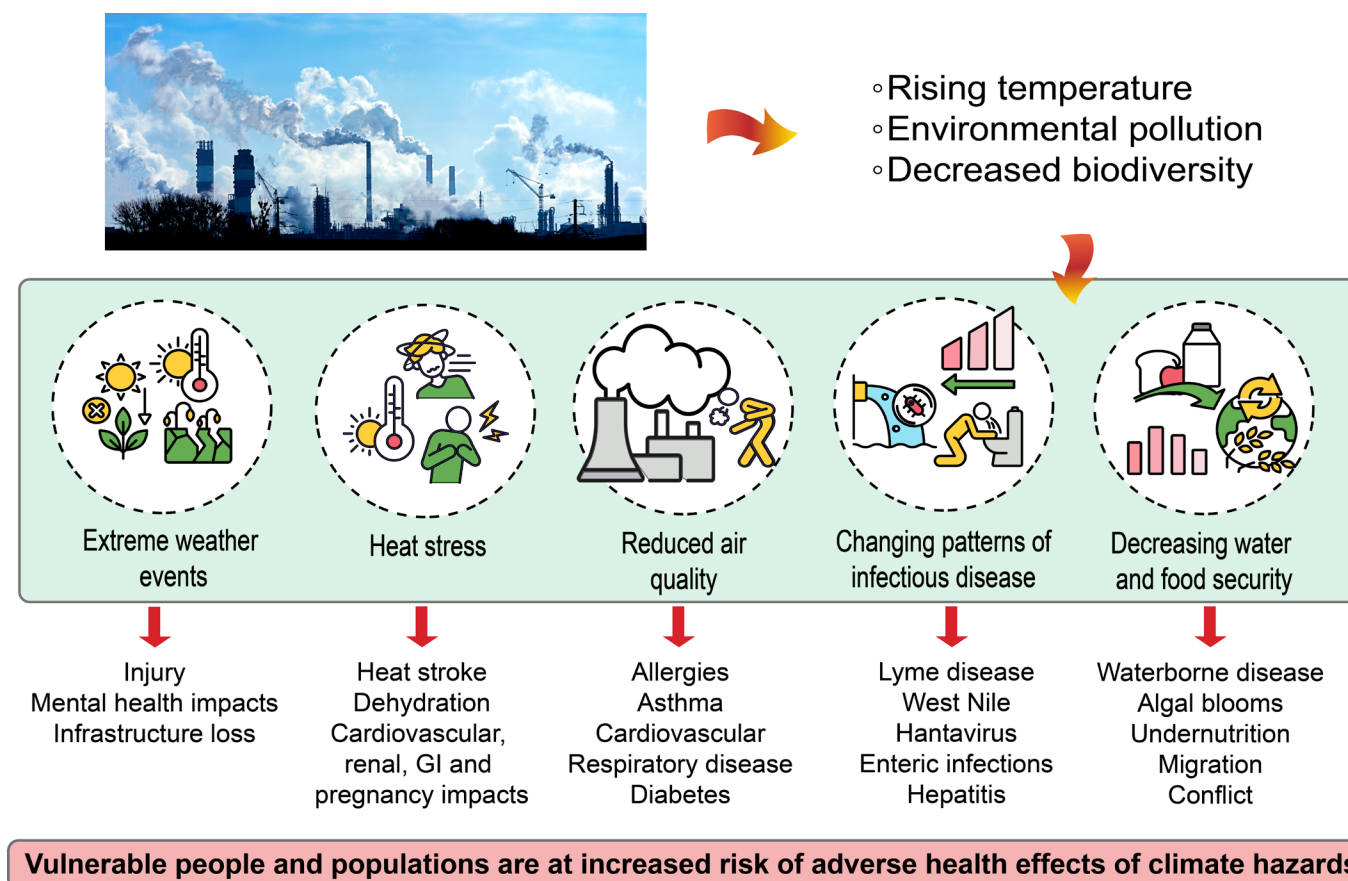 ◦Rising temperature
◦Environmental pollution
◦Decreased biodiversity
Extreme weather
events
Heat stress
Reduced air
quality
Changing patterns of
infectious disease
Decreasing water
and food security
Injury
Mental health impacts
Infrastructure loss
Heat stroke
Dehydration
Cardiovascular,
renal, GI and
pregnancy impacts
Allergies
Asthma
Cardiovascular
Respiratory disease
Diabetes
Lyme disease
West Nile
Hantavirus
Enteric infections
Hepatitis
Waterborne disease
Algal blooms
Undernutrition
Migration
Conflict
Vulnerable people and populations are at increased risk of adverse health effects of climate hazards